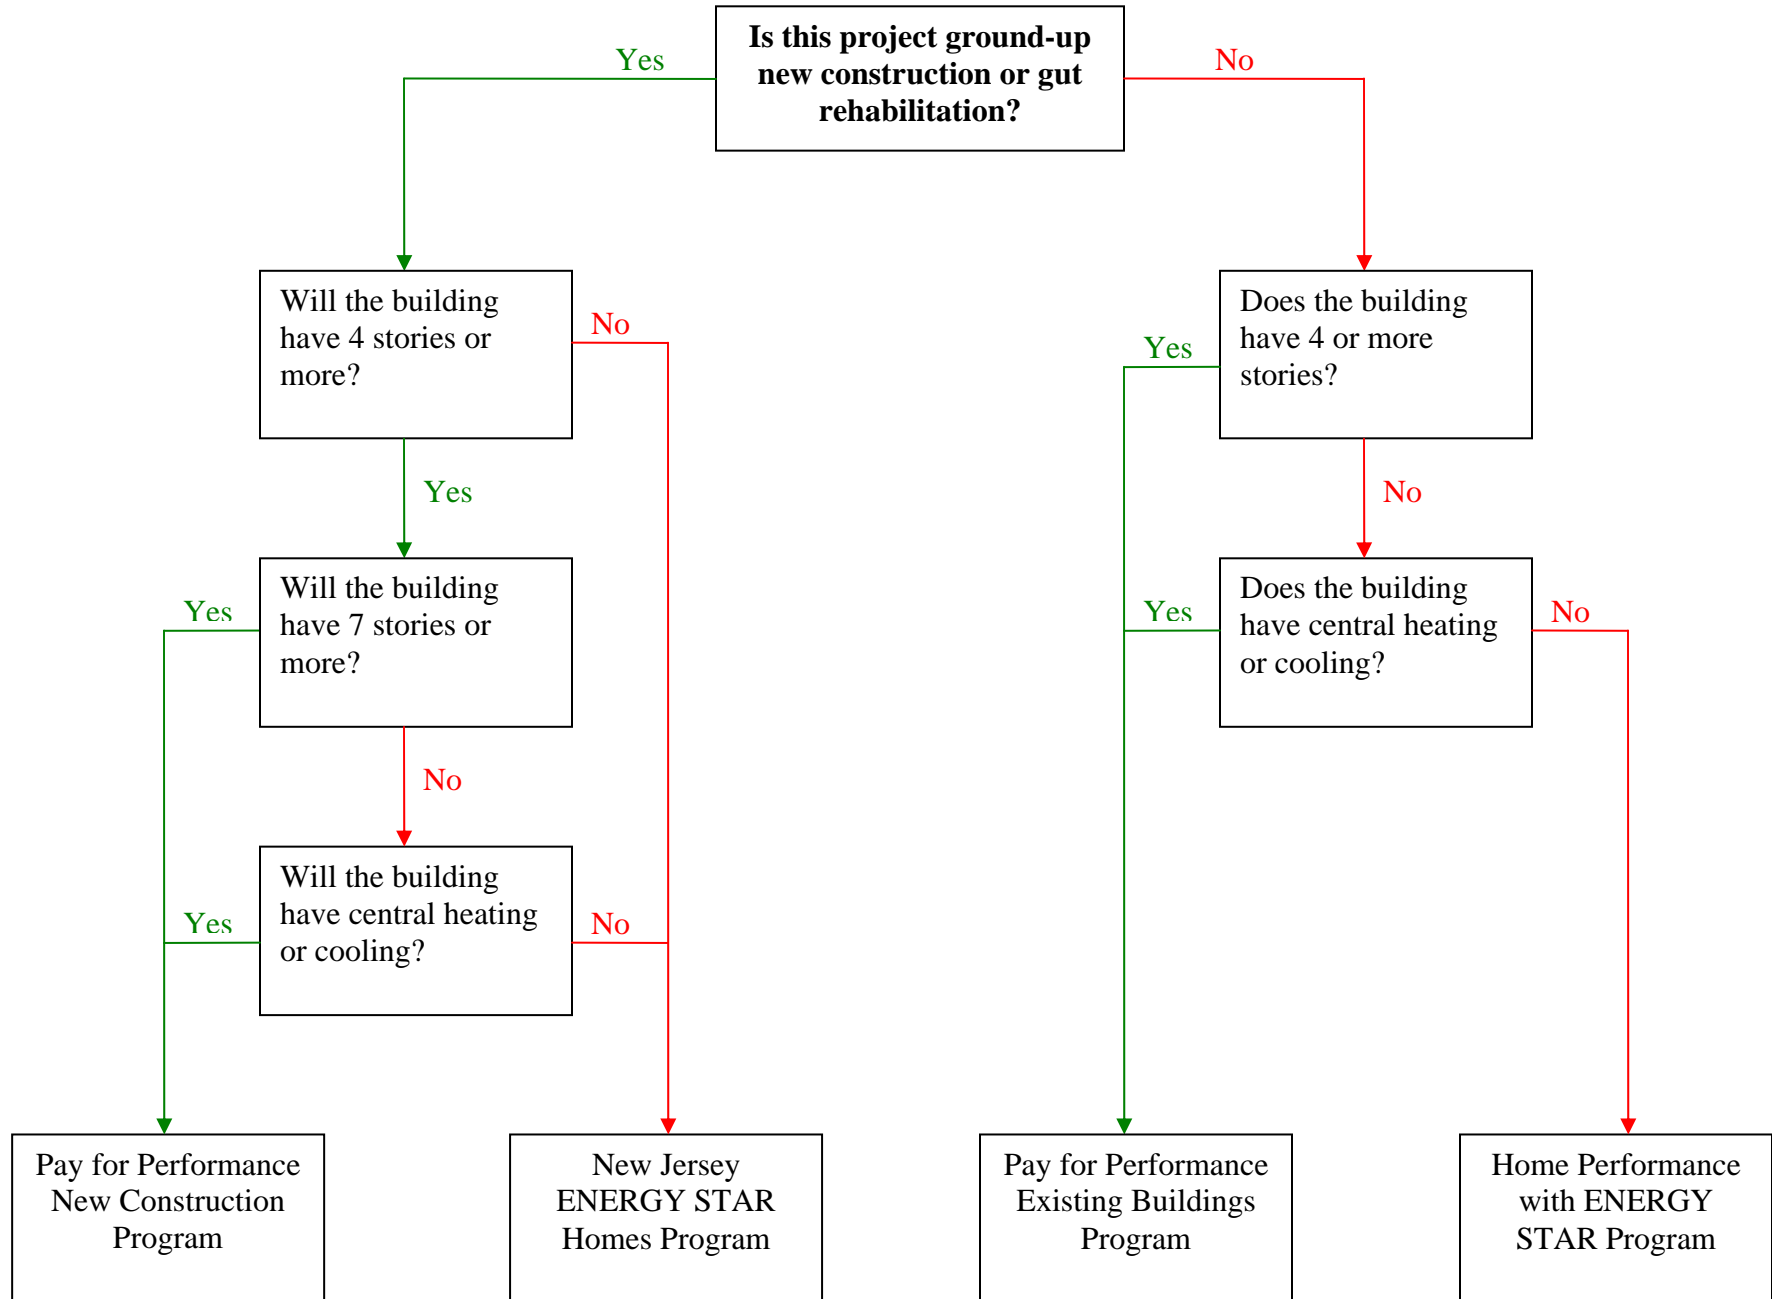 Is this project ground-up
new construction or gut
rehabilitation?
Yes
No
Will the building
have 4 stories or
more?
No
Does the building
have 4 or more
stories?
Yes
Yes
No
Will the building
have 7 stories or
more?
Yes
Does the building
have central heating
or cooling?
Yes
No
No
Will the building
have central heating
or cooling?
Yes
No
Pay for Performance
New Construction
Program
New Jersey
ENERGY STAR
Homes Program
Pay for Performance
Existing Buildings
Program
Home Performance
with ENERGY
STAR Program